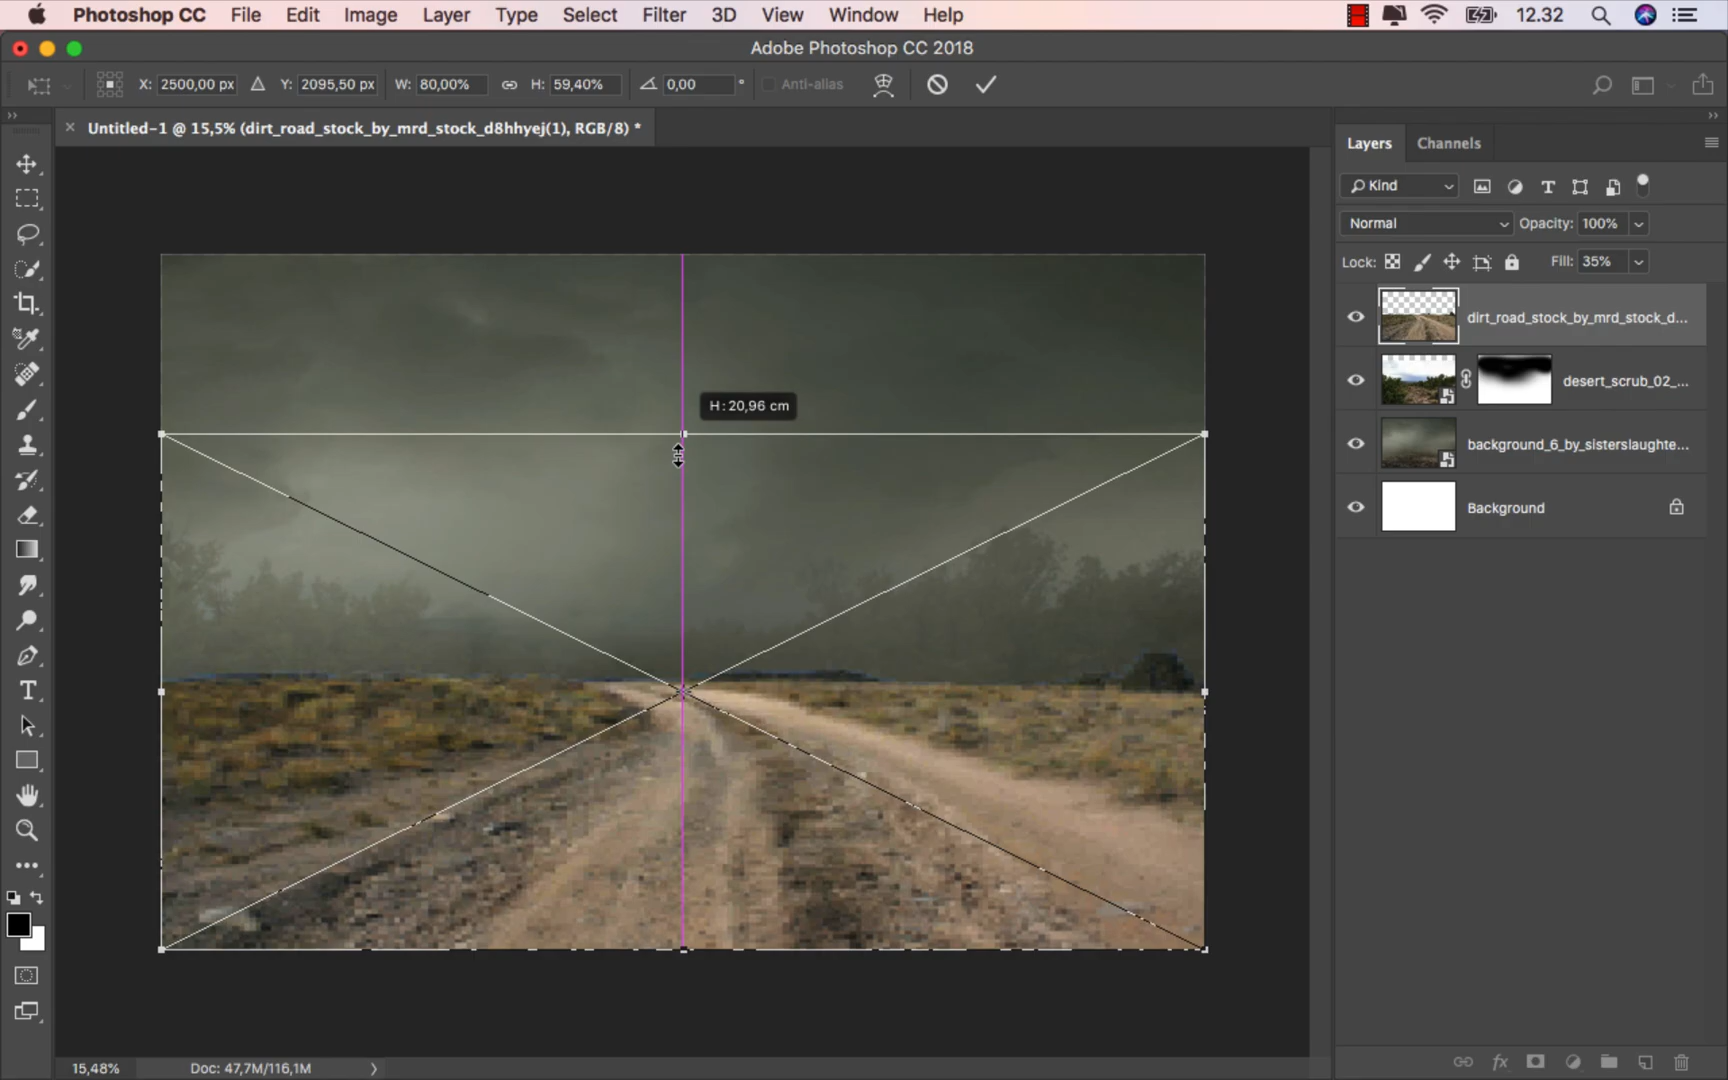 Photoshop CC File Edit Image Layer Type Select Filter 3D View Window Help 12.32
Adobe Photoshop CC 2018
X: 2500,00 px Y: 2095,50 px W: 80,00% H: 59,40% 0,00 ° Anti-alias
× Untitled-1 @ 15,5% (dirt_road_stock_by_mrd_stock_d8hhyej(1), RGB/8) *
Layers Channels
Kind
Normal Opacity: 100%
Lock: Fill: 35%
dirt_road_stock_by_mrd_stock_d...
desert_scrub_02_...
background_6_by_sisterslaughte...
Background
H: 20,96 cm
15,48% Doc: 47,7M/116,1M